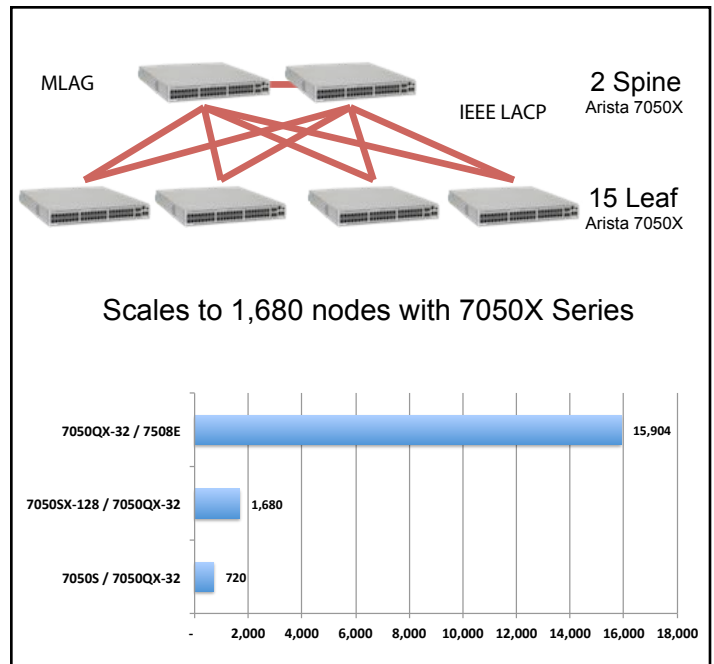 MLAG
2 Spine
Arista 7050X
IEEE LACP
15 Leaf
Arista 7050X
Scales to 1,680 nodes with 7050X Series
7050QX-32 / 7508E
15,904
7050SX-128 / 7050QX-32
1,680
7050S / 7050QX-32
720
- 2,000 4,000 6,000 8,000 10,000 12,000 14,000 16,000 18,000